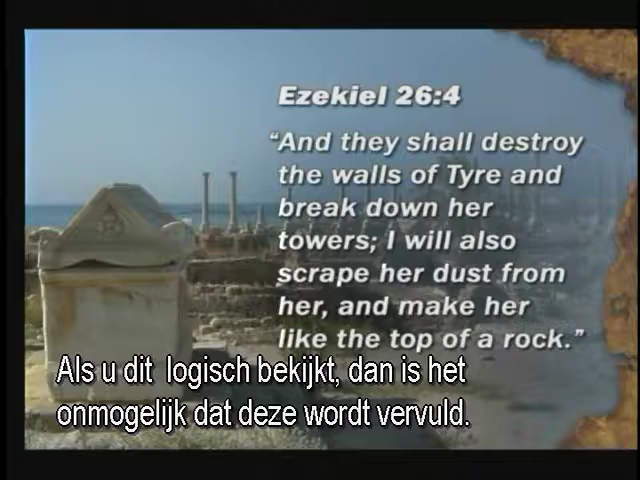 Ezekiel 26:4
“And they shall destroy
the walls of Tyre and
break down her
towers; I will also
scrape her dust from
her, and make her
like the top of a rock.”
Als u dit logisch bekijkt, dan is het
onmogelijk dat deze wordt vervuld.